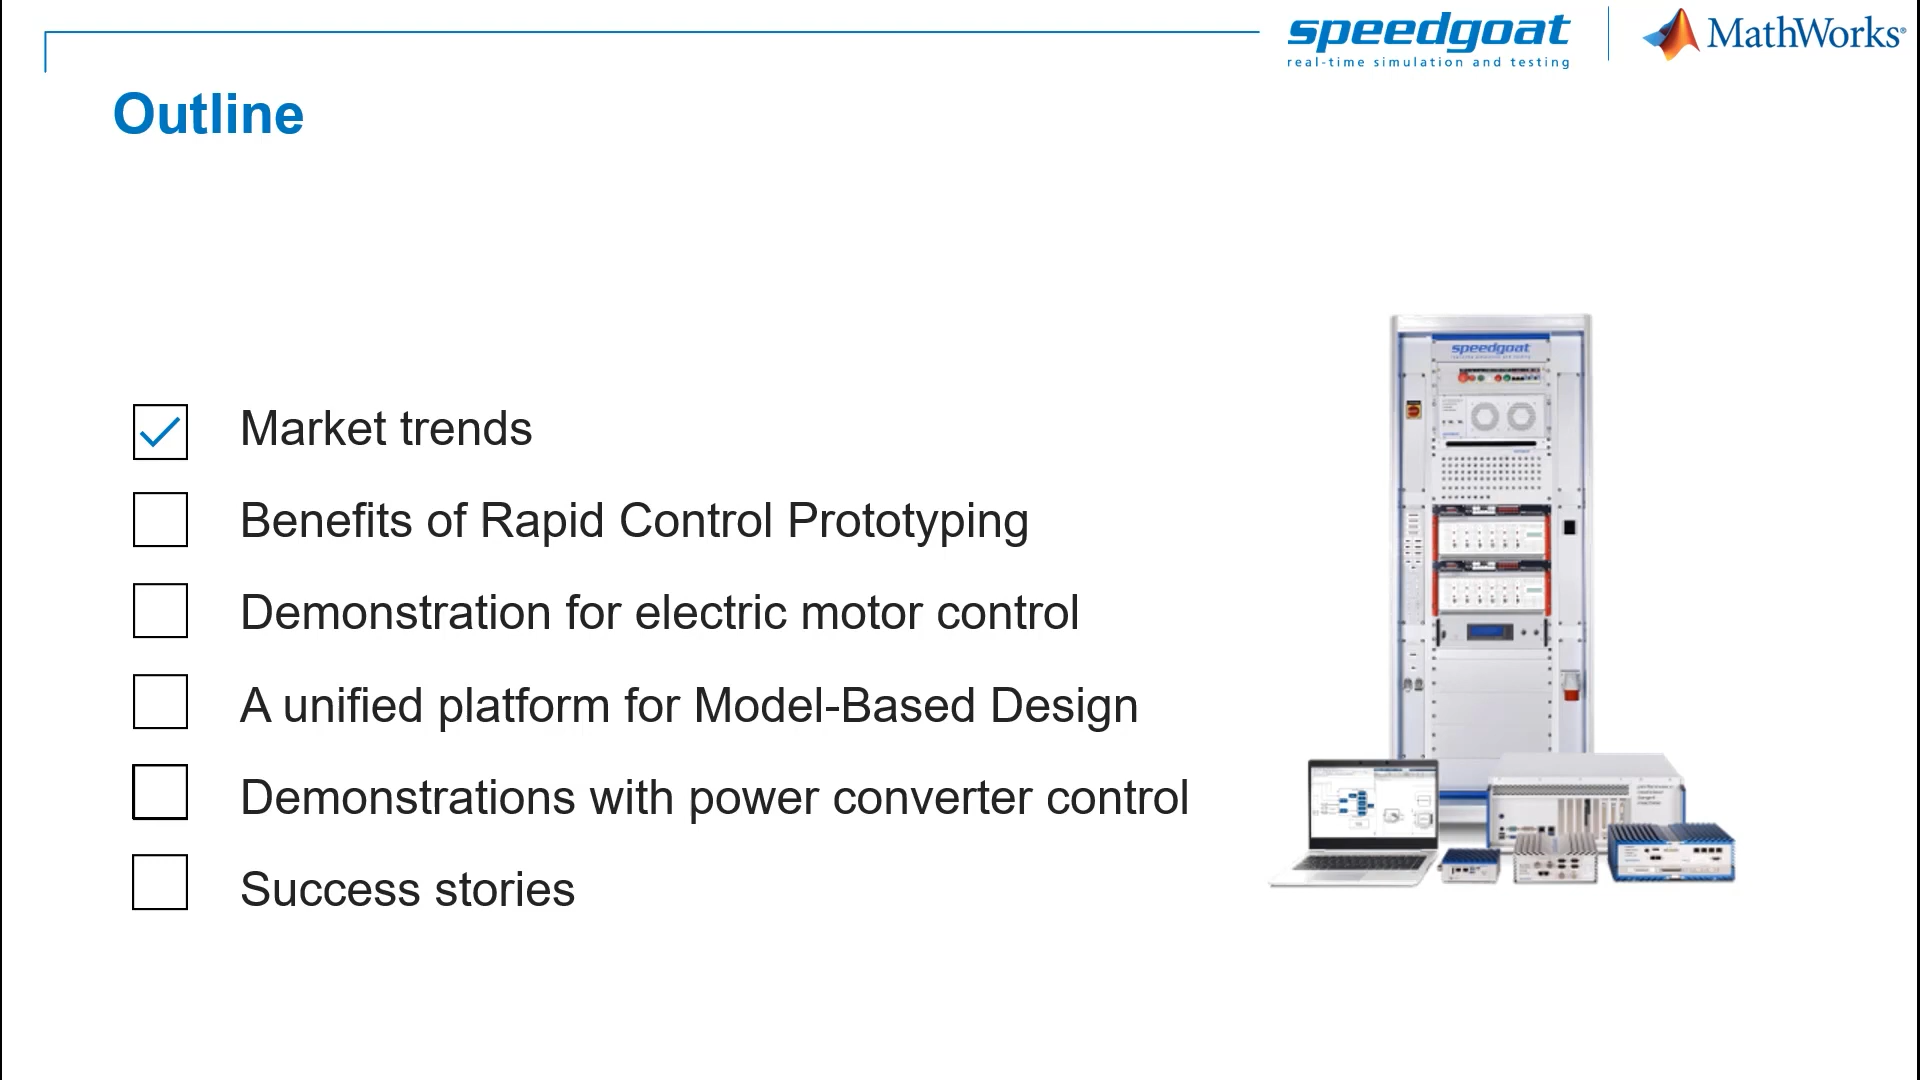 speedgoat
real-time simulation and testing
MathWorks®
Outline
Market trends
Benefits of Rapid Control Prototyping
Demonstration for electric motor control
A unified platform for Model-Based Design
Demonstrations with power converter control
Success stories
speedgoat